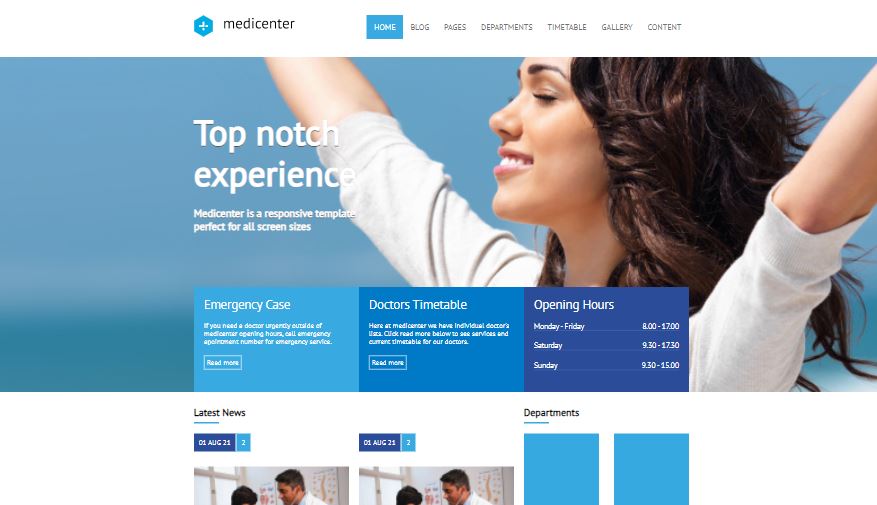 medicenter
HOME BLOG PAGES DEPARTMENTS TIMETABLE GALLERY CONTENT
Top notch
experience
Medicenter is a responsive template
perfect for all screen sizes
Emergency Case
If you need a doctor urgently outside of
medicenter opening hours, call emergency
apointment number for emergency service.
Read more
Doctors Timetable
Here at medicenter we have individual doctor's
lists. Click read more below to see services and
current timetable for our doctors.
Read more
Opening Hours
Monday - Friday 8.00 - 17.00
Saturday 9.30 - 17.30
Sunday 9.30 - 15.00
Latest News
01 AUG 21 2
01 AUG 21 2
Departments